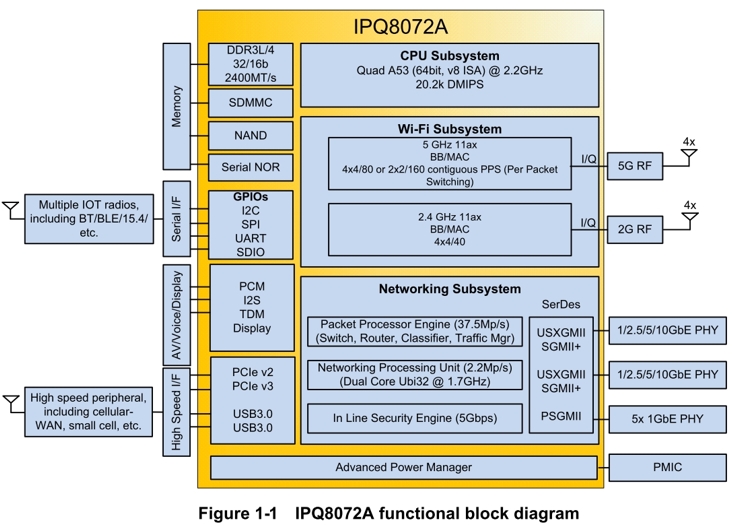 IPQ8072A
Memory
DDR3L/4
32/16b
2400MT/s
SDMMC
NAND
Serial NOR
CPU Subsystem
Quad A53 (64bit, v8 ISA) @ 2.2GHz
20.2k DMIPS
Wi-Fi Subsystem
5 GHz 11ax
BB/MAC
4x4/80 or 2x2/160 contiguous PPS (Per Packet
Switching)
I/Q
5G RF
4x
2.4 GHz 11ax
BB/MAC
4x4/40
I/Q
2G RF
4x
Multiple IOT radios,
including BT/BLE/15.4/
etc.
Serial I/F
GPIOs
I2C
SPI
UART
SDIO
AV/Voice/Display
PCM
I2S
TDM
Display
High speed peripheral,
including cellular-
WAN, small cell, etc.
High Speed I/F
PCIe v2
PCIe v3
USB3.0
USB3.0
Networking Subsystem
SerDes
Packet Processor Engine (37.5Mp/s)
(Switch, Router, Classifier, Traffic Mgr)
Networking Processing Unit (2.2Mp/s)
(Dual Core Ubi32 @ 1.7GHz)
In Line Security Engine (5Gbps)
USXGMII
SGMII+
USXGMII
SGMII+
PSGMII
1/2.5/5/10GbE PHY
1/2.5/5/10GbE PHY
5x 1GbE PHY
Advanced Power Manager
PMIC
Figure 1-1 IPQ8072A functional block diagram